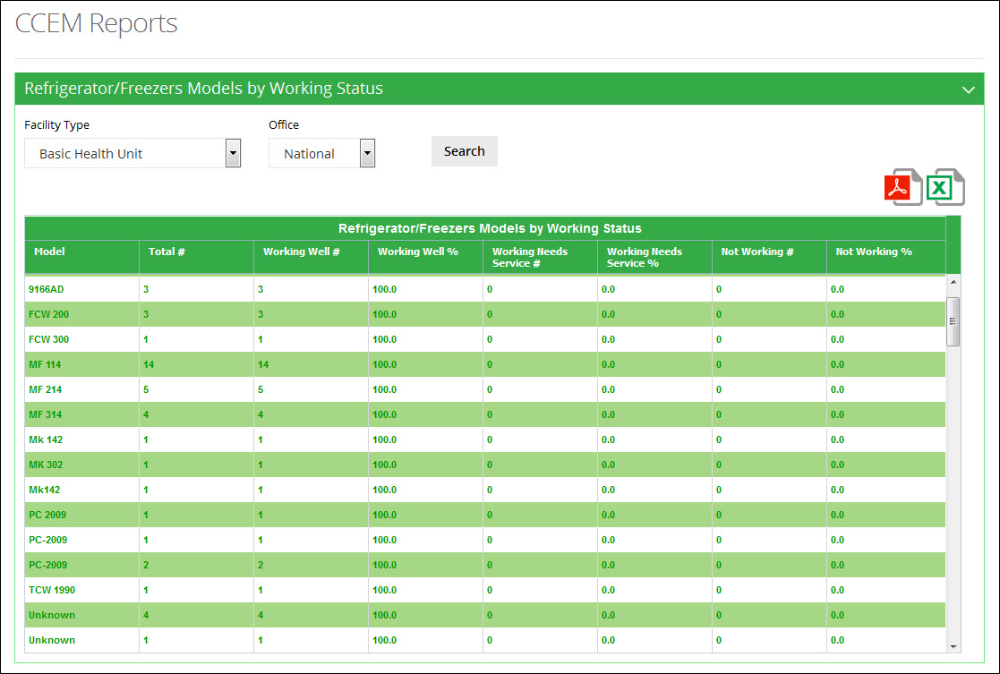 CCEM Reports
Refrigerator/Freezers Models by Working Status
Facility Type Office
Basic Health Unit National Search
Refrigerator/Freezers Models by Working Status
Model Total # Working Well # Working Well % Working Needs Service # Working Needs Service % Not Working # Not Working %
9166AD 3 3 100.0 0 0.0 0 0.0
FCW 200 3 3 100.0 0 0.0 0 0.0
FCW 300 1 1 100.0 0 0.0 0 0.0
MF 114 14 14 100.0 0 0.0 0 0.0
MF 214 5 5 100.0 0 0.0 0 0.0
MF 314 4 4 100.0 0 0.0 0 0.0
Mk 142 1 1 100.0 0 0.0 0 0.0
MK 302 1 1 100.0 0 0.0 0 0.0
Mk142 1 1 100.0 0 0.0 0 0.0
PC 2009 1 1 100.0 0 0.0 0 0.0
PC-2009 1 1 100.0 0 0.0 0 0.0
PC-2009 2 2 100.0 0 0.0 0 0.0
TCW 1990 1 1 100.0 0 0.0 0 0.0
Unknown 4 4 100.0 0 0.0 0 0.0
Unknown 1 1 100.0 0 0.0 0 0.0